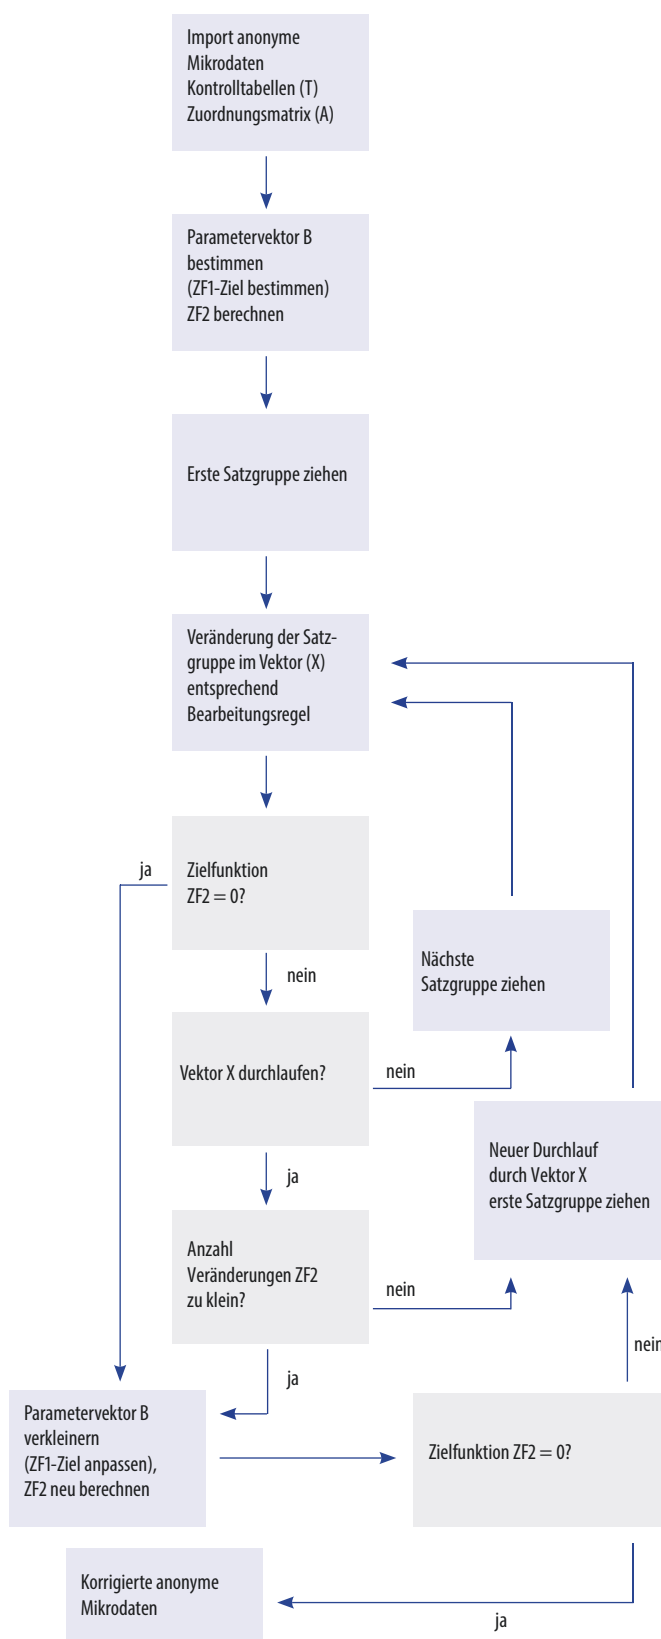 Import anonyme
Mikrodaten
Kontrolltabellen (T)
Zuordnungsmatrix (A)
Parametervektor B
bestimmen
(ZF1-Ziel bestimmen)
ZF2 berechnen
Erste Satzgruppe ziehen
Veränderung der Satz-
gruppe im Vektor (X)
entsprechend
Bearbeitungsregel
ja
Zielfunktion
ZF2 = 0?
nein
Nächste
Satzgruppe ziehen
Vektor X durchlaufen?
nein
ja
Neuer Durchlauf
durch Vektor X
erste Satzgruppe ziehen
Anzahl
Veränderungen ZF2
zu klein?
nein
ja
nein
Parametervektor B
verkleinern
(ZF1-Ziel anpassen),
ZF2 neu berechnen
Zielfunktion ZF2 = 0?
Korrigierte anonyme
Mikrodaten
ja